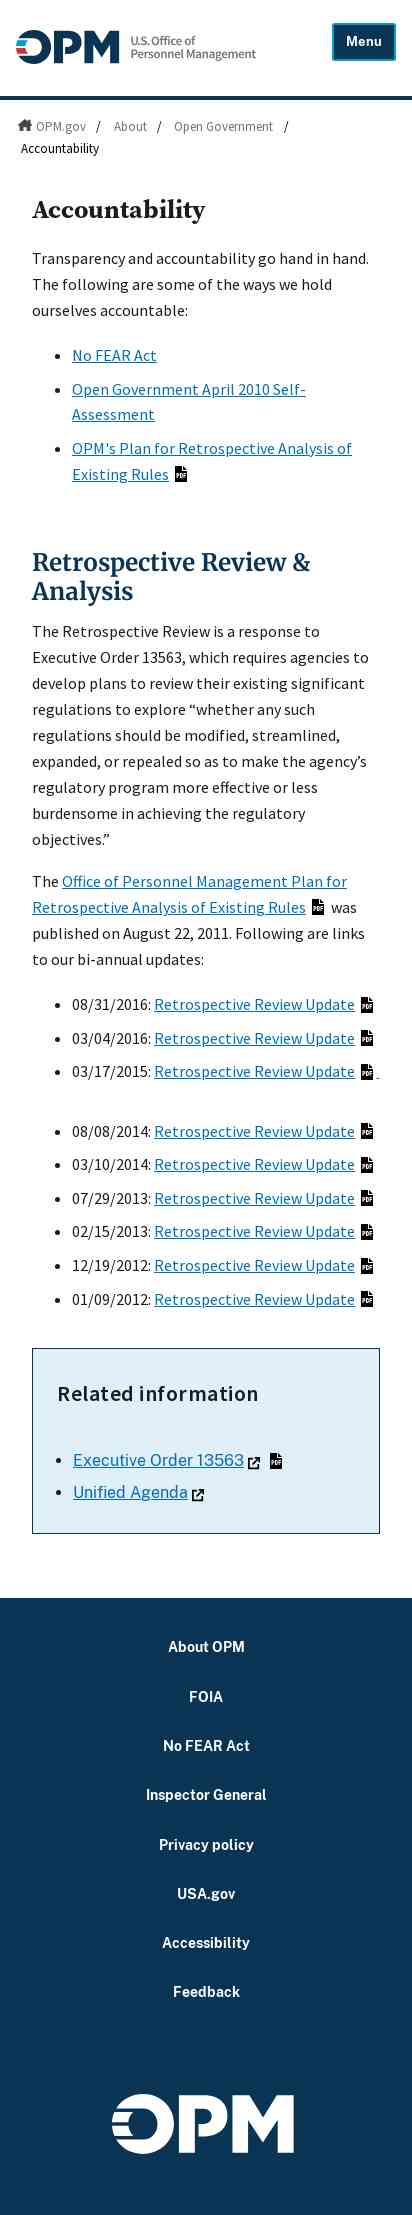 OPM U.S. Office of
Personnel Management
Menu
OPM.gov / About / Open Government /
Accountability
Accountability
Transparency and accountability go hand in hand.
The following are some of the ways we hold
ourselves accountable:
• No FEAR Act
• Open Government April 2010 Self-
Assessment
• OPM's Plan for Retrospective Analysis of
Existing Rules PDF
Retrospective Review &
Analysis
The Retrospective Review is a response to
Executive Order 13563, which requires agencies to
develop plans to review their existing significant
regulations to explore “whether any such
regulations should be modified, streamlined,
expanded, or repealed so as to make the agency’s
regulatory program more effective or less
burdensome in achieving the regulatory
objectives.”
The Office of Personnel Management Plan for
Retrospective Analysis of Existing Rules PDF was
published on August 22, 2011. Following are links
to our bi-annual updates:
• 08/31/2016: Retrospective Review Update PDF
• 03/04/2016: Retrospective Review Update PDF
• 03/17/2015: Retrospective Review Update PDF
• 08/08/2014: Retrospective Review Update PDF
• 03/10/2014: Retrospective Review Update PDF
• 07/29/2013: Retrospective Review Update PDF
• 02/15/2013: Retrospective Review Update PDF
• 12/19/2012: Retrospective Review Update PDF
• 01/09/2012: Retrospective Review Update PDF
Related information
• Executive Order 13563 PDF
• Unified Agenda
About OPM
FOIA
No FEAR Act
Inspector General
Privacy policy
USA.gov
Accessibility
Feedback
OPM